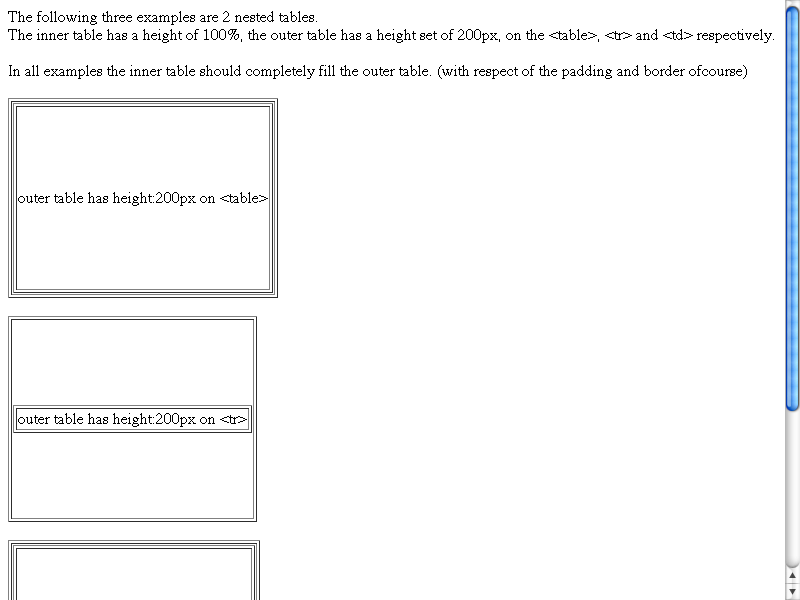 The following three examples are 2 nested tables.
The inner table has a height of 100%, the outer table has a height set of 200px, on the <table>, <tr> and <td> respectively.
In all examples the inner table should completely fill the outer table. (with respect of the padding and border ofcourse)
outer table has height:200px on <table>
outer table has height:200px on <tr>